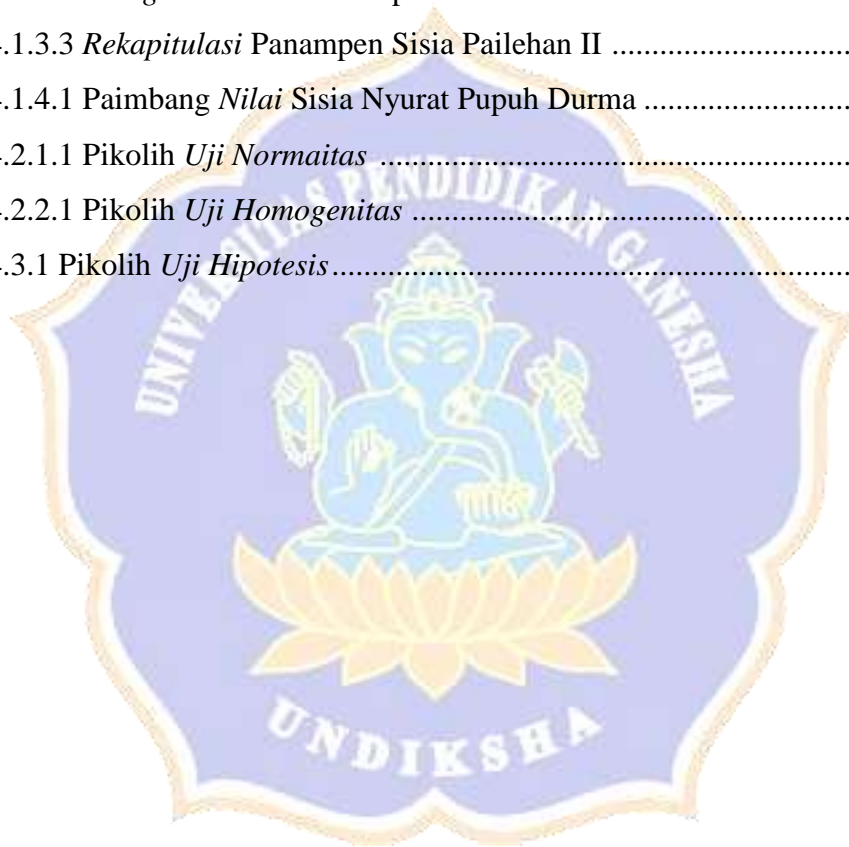 .1.3.3 Rekapitulasi Panampen Sisia Pailehan II ..............................
.1.4.1 Paimbang Nilai Sisia Nyurat Pupuh Durma ..........................
.2.1.1 Pikolih Uji Normaitas ..........................................................
.2.2.1 Pikolih Uji Homogenitas ......................................................
.3.1 Pikolih Uji Hipotesis.................................................................
UNIVERSITAS PENDIDIKAN GANESHA
UNDIKSHA